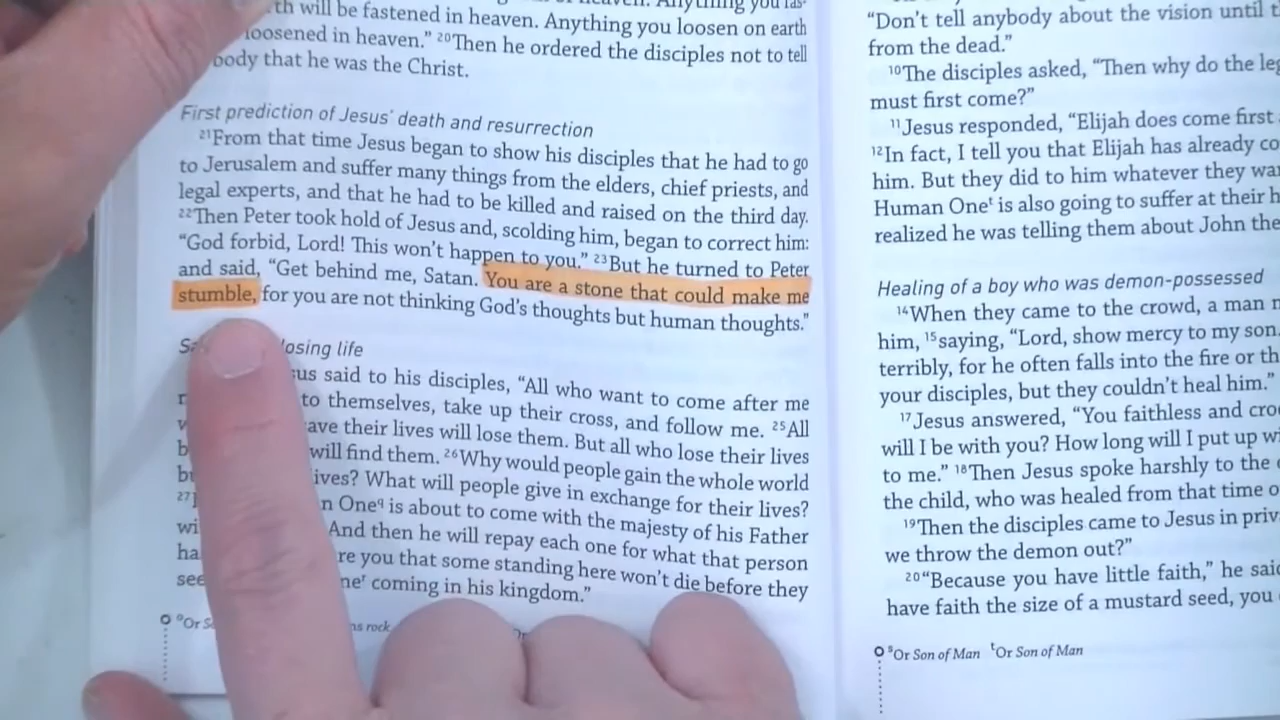 th will be fastened in heaven. Anything you loosen on earth
loosened in heaven.” ²⁰Then he ordered the disciples not to tell
body that he was the Christ.
First prediction of Jesus’ death and resurrection
²¹From that time Jesus began to show his disciples that he had to go
to Jerusalem and suffer many things from the elders, chief priests, and
legal experts, and that he had to be killed and raised on the third day.
²²Then Peter took hold of Jesus and, scolding him, began to correct him:
“God forbid, Lord! This won’t happen to you.” ²³But he turned to Peter
and said, “Get behind me, Satan. You are a stone that could make me
stumble, for you are not thinking God’s thoughts but human thoughts.”
losing life
us said to his disciples, “All who want to come after me
to themselves, take up their cross, and follow me. ²⁵All
ave their lives will lose them. But all who lose their lives
will find them. ²⁶Why would people gain the whole world
ives? What will people give in exchange for their lives?
²⁷ n Oneq is about to come with the majesty of his Father
wi And then he will repay each one for what that person
ha re you that some standing here won’t die before they
see ne^r coming in his kingdom.”
Or S ns rock
“Don’t tell anybody about the vision until t
from the dead.”
¹⁰The disciples asked, “Then why do the leg
must first come?”
¹¹Jesus responded, “Elijah does come first
¹²In fact, I tell you that Elijah has already co
him. But they did to him whatever they wa
Human Oneᵗ is also going to suffer at their h
realized he was telling them about John the
Healing of a boy who was demon-possessed
¹⁴When they came to the crowd, a man
him, ¹⁵saying, “Lord, show mercy to my son.
terribly, for he often falls into the fire or th
your disciples, but they couldn’t heal him.”
¹⁷Jesus answered, “You faithless and cro
will I be with you? How long will I put up wi
to me.” ¹⁸Then Jesus spoke harshly to the
the child, who was healed from that time o
¹⁹Then the disciples came to Jesus in priv
we throw the demon out?”
²⁰“Because you have little faith,” he said
have faith the size of a mustard seed, you
ˢOr Son of Man ᵗOr Son of Man